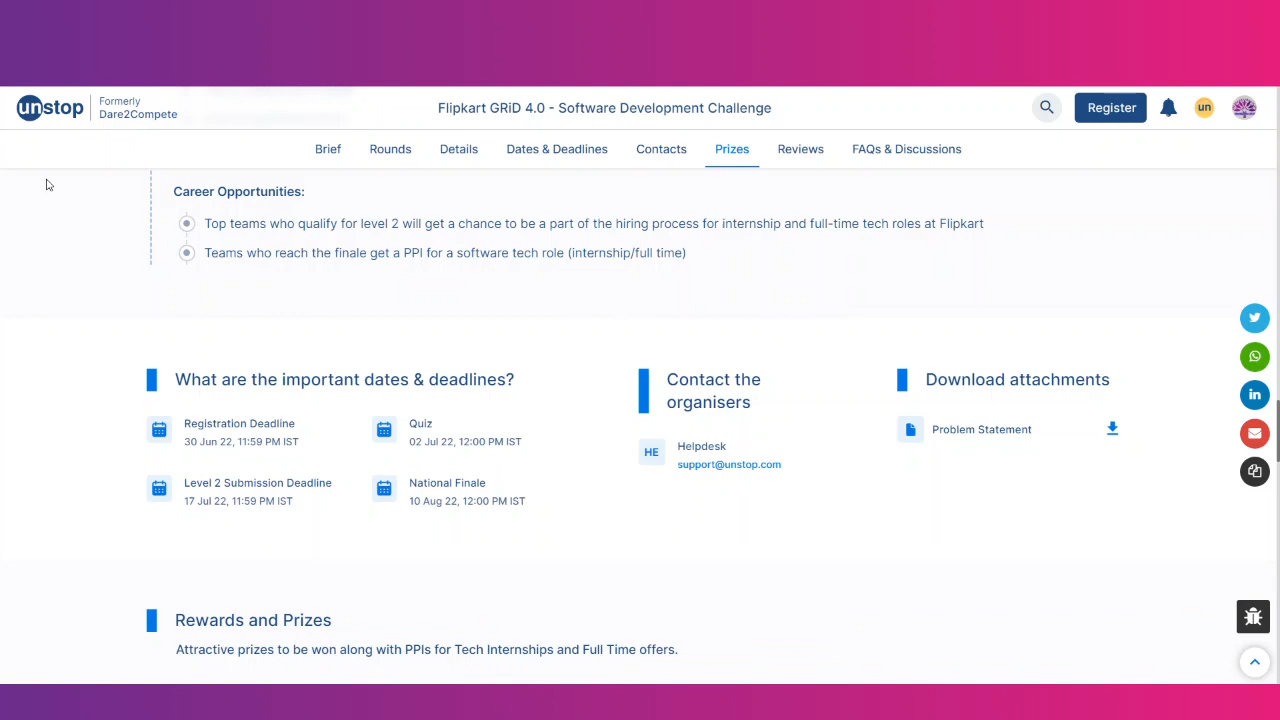 unstop
Formerly
Dare2Compete
Flipkart GRiD 4.0 - Software Development Challenge
Register
un
Brief
Rounds
Details
Dates & Deadlines
Contacts
Prizes
Reviews
FAQs & Discussions
Career Opportunities:
Top teams who qualify for level 2 will get a chance to be a part of the hiring process for internship and full-time tech roles at Flipkart
Teams who reach the finale get a PPI for a software tech role (internship/full time)
What are the important dates & deadlines?
Registration Deadline
30 Jun 22, 11:59 PM IST
Quiz
02 Jul 22, 12:00 PM IST
Level 2 Submission Deadline
17 Jul 22, 11:59 PM IST
National Finale
10 Aug 22, 12:00 PM IST
Contact the
organisers
HE
Helpdesk
support@unstop.com
Download attachments
Problem Statement
in
Rewards and Prizes
Attractive prizes to be won along with PPIs for Tech Internships and Full Time offers.